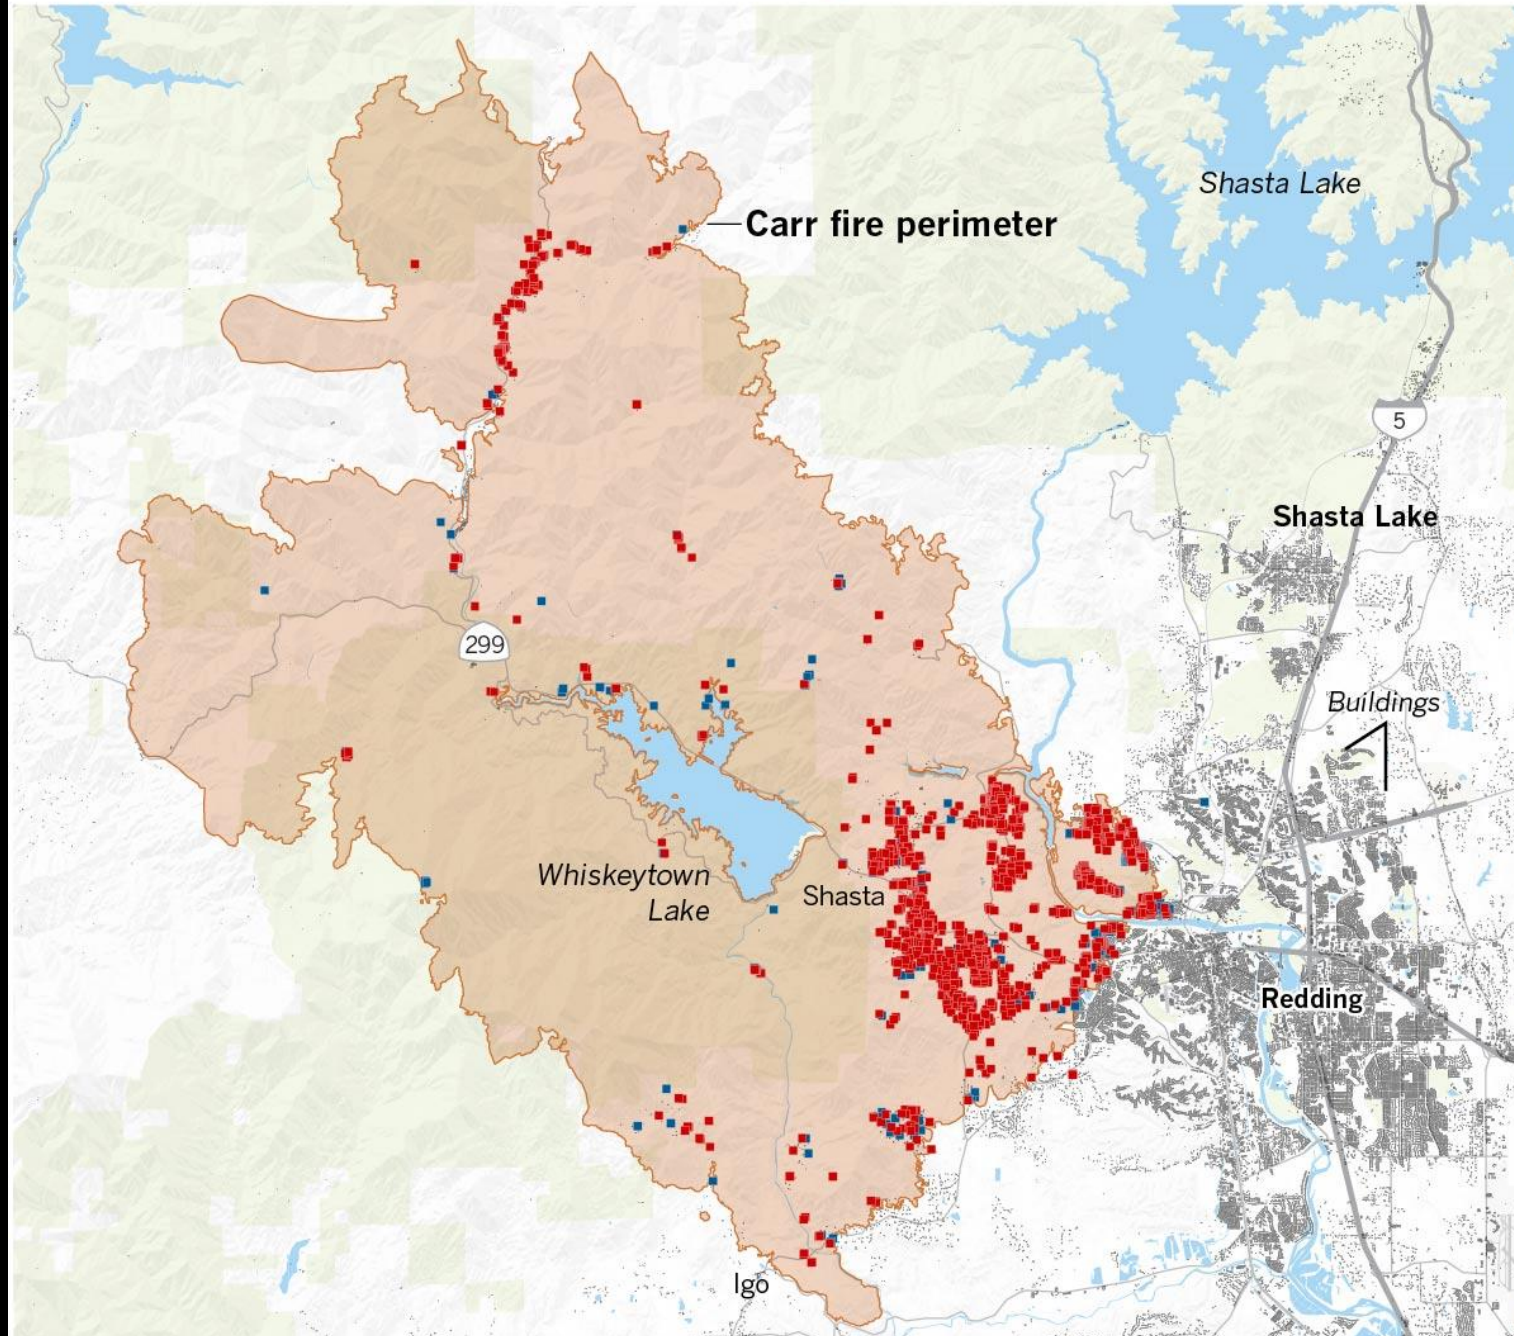 Shasta Lake
Carr fire perimeter
5
Shasta Lake
299
Buildings
Whiskeytown
Lake
Shasta
Redding
Igo